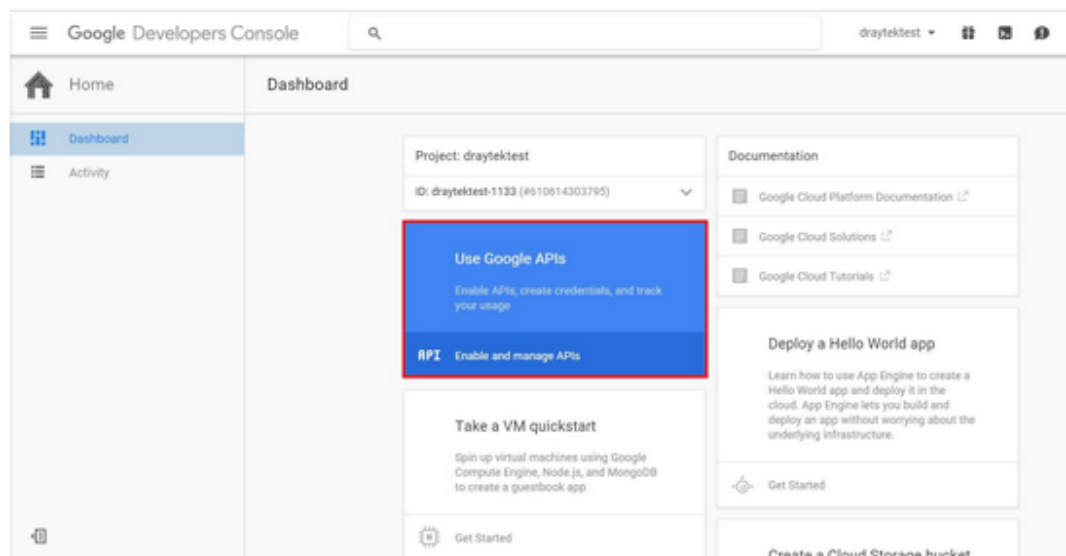 Google Developers Console
draytektest
Home
Dashboard
Dashboard
Activity
Project: draytektest
ID: draytektest-1133 (#610614303795)
Use Google APIs
Enable APIs, create credentials, and track
your usage
API Enable and manage APIs
Take a VM quickstart
Spin up virtual machines using Google
Compute Engine, Node.js, and MongoDB
to create a guestbook app
Get Started
Documentation
Google Cloud Platform Documentation
Google Cloud Solutions
Google Cloud Tutorials
Deploy a Hello World app
Learn how to use App Engine to create a
Hello World app and deploy it in the
cloud. App Engine lets you build and
deploy an app without worrying about the
underlying infrastructure.
Get Started
Create a Cloud Storage bucket